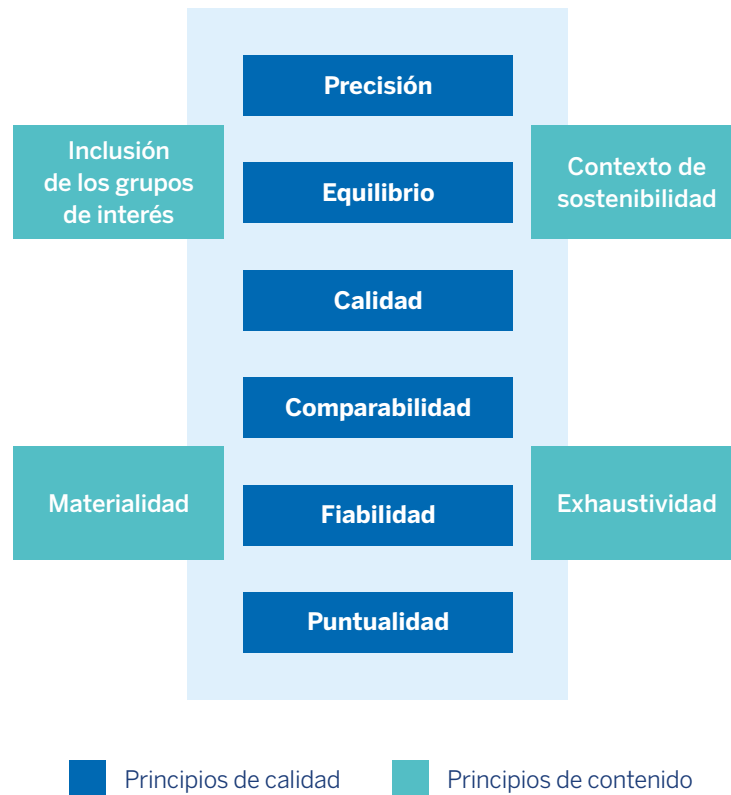 Precisión
Inclusión
de los grupos
de interés
Equilibrio
Contexto de
sostenibilidad
Calidad
Comparabilidad
Materialidad
Fiabilidad
Exhaustividad
Puntualidad
Principios de calidad
Principios de contenido